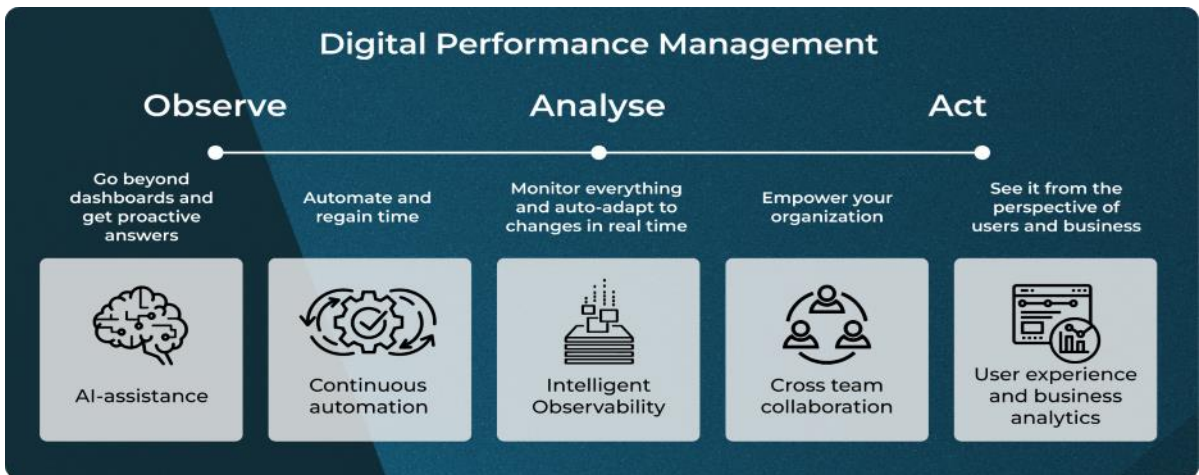 Digital Performance Management
Observe
Analyse
Act
Go beyond
dashboards and
get proactive
answers
Automate and
regain time
Monitor everything
and auto-adapt to
changes in real time
Empower your
organization
See it from the
perspective of
users and business
AI-assistance
Continuous
automation
Intelligent
Observability
Cross team
collaboration
User experience
and business
analytics